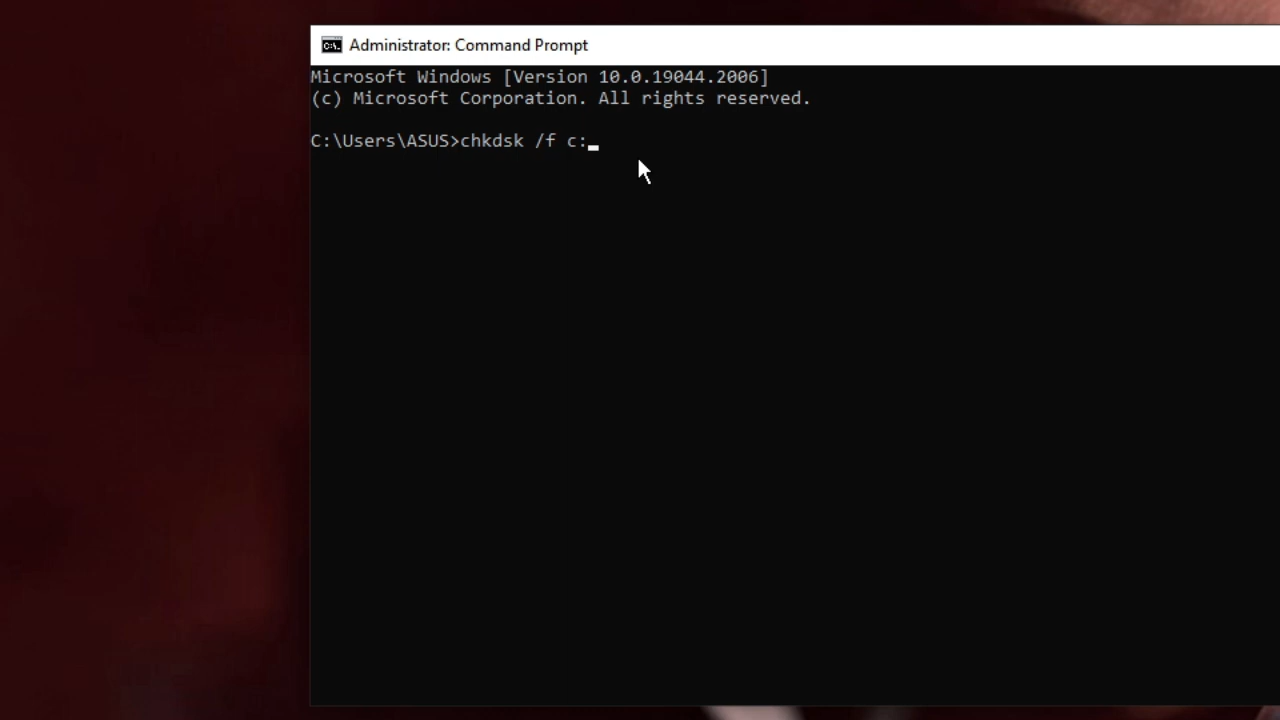 Administrator: Command Prompt
Microsoft Windows [Version 10.0.19044.2006]
(c) Microsoft Corporation. All rights reserved.
C:\Users\ASUS>chkdsk /f c: